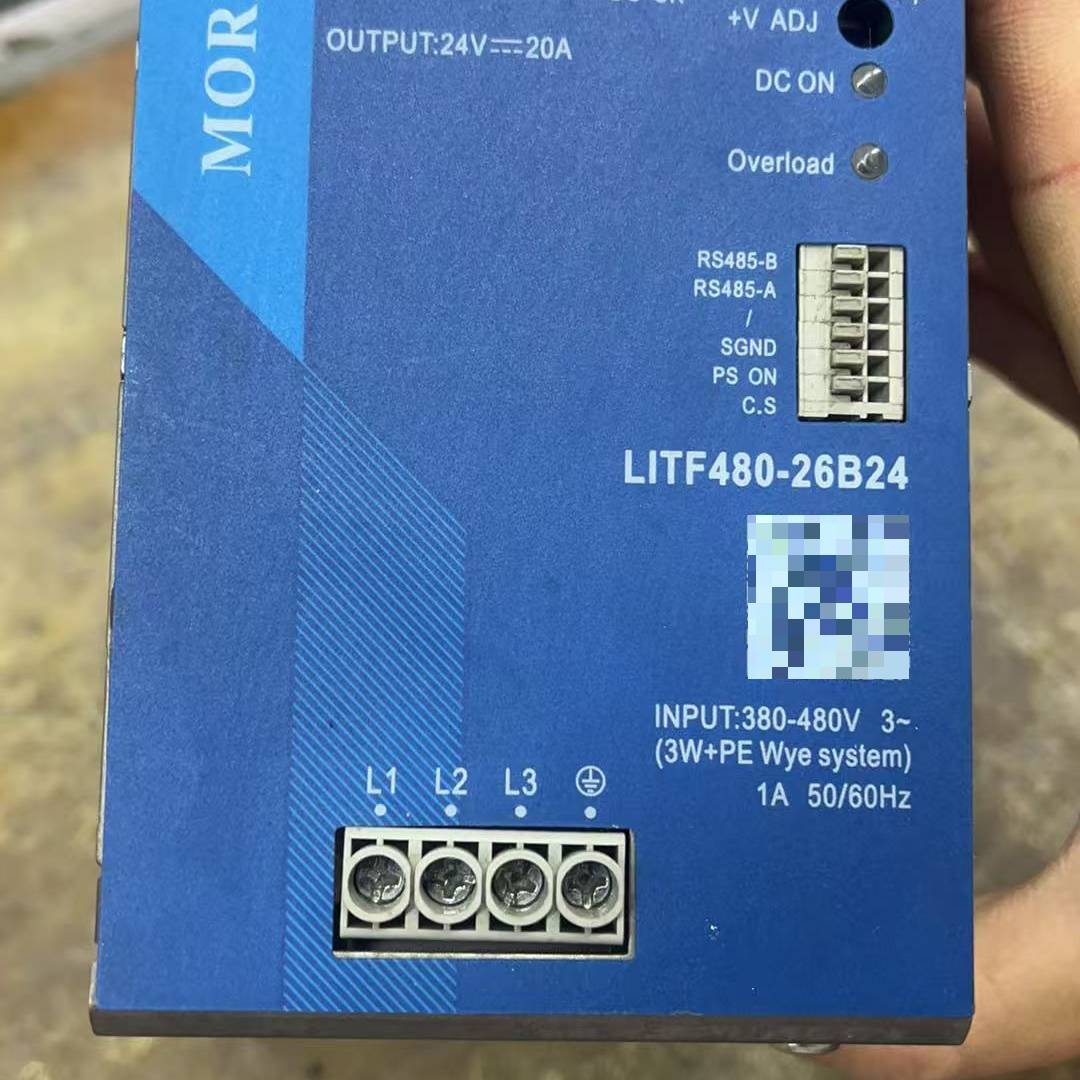 MOR
OUTPUT:24V⎓20A
+V ADJ
DC ON
Overload
RS485-B
RS485-A
/
SGND
PS ON
C.S
LITF480-26B24
INPUT:380-480V 3~
(3W+PE Wye system)
1A 50/60Hz
L1 L2 L3 ⏚